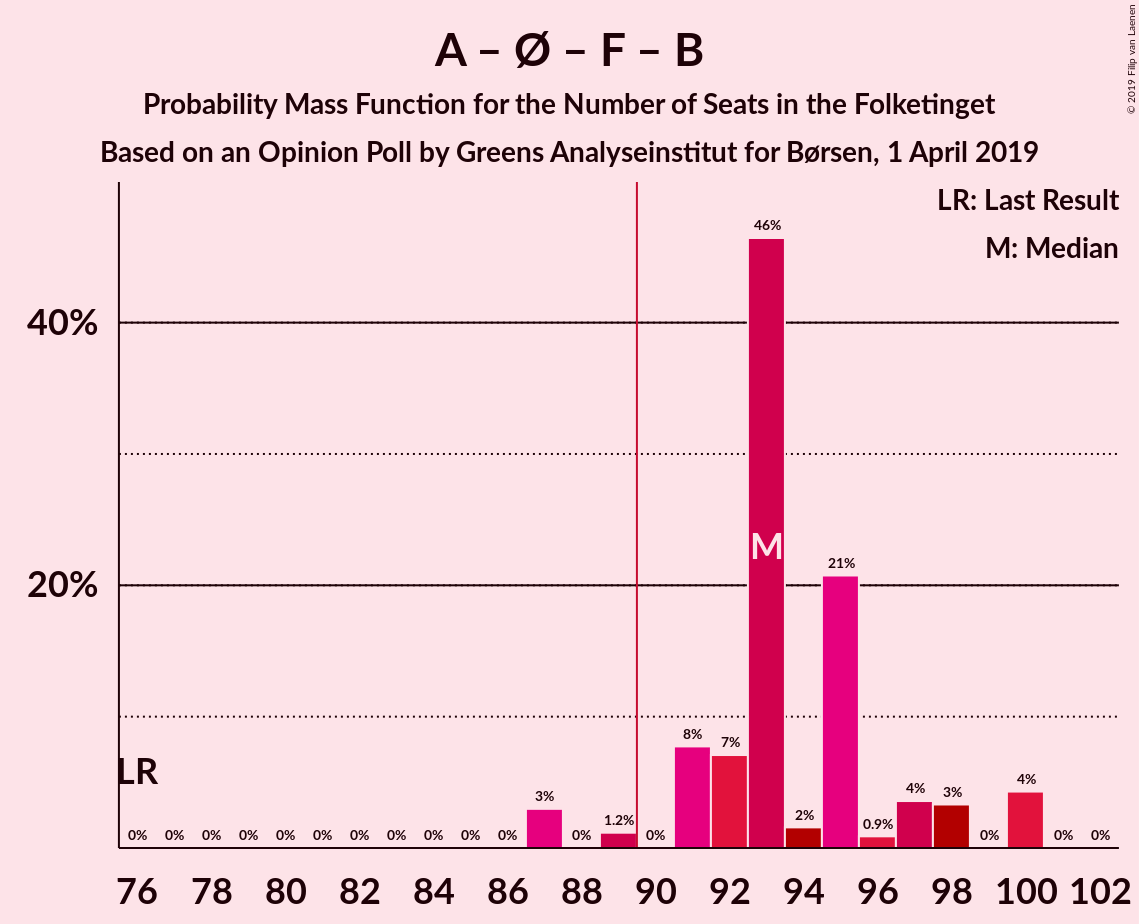 A – Ø – F – B
Probability Mass Function for the Number of Seats in the Folketinget
Based on an Opinion Poll by Greens Analyseinstitut for Børsen, 1 April 2019
© 2019 Filip van Laenen
LR: Last Result
M: Median
46%
40%
M
21%
20%
8%
7%
LR
3%
1.2%
2%
0.9%
4%
3%
4%
0% 0% 0% 0% 0% 0% 0% 0% 0% 0% 0% 0% 0% 0% 0% 0%
76 78 80 82 84 86 88 90 92 94 96 98 100 102